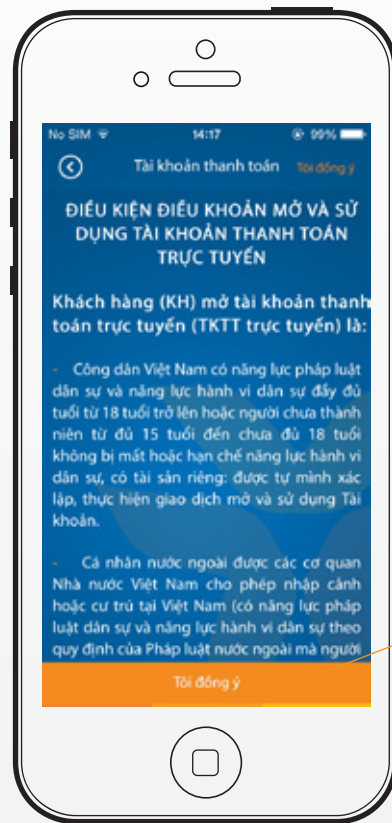 No SIM 14:17 99%
Tài khoản thanh toán Tôi đồng ý
ĐIỀU KIỆN ĐIỀU KHOẢN MỞ VÀ SỬ
DỤNG TÀI KHOẢN THANH TOÁN
TRỰC TUYẾN
Khách hàng (KH) mở tài khoản thanh
toán trực tuyến (TKTT trực tuyến) là:
- Công dân Việt Nam có năng lực pháp luật
dân sự và năng lực hành vi dân sự đầy đủ
tuổi từ 18 tuổi trở lên hoặc người chưa thành
niên từ đủ 15 tuổi đến chưa đủ 18 tuổi
không bị mất hoặc hạn chế năng lực hành vi
dân sự, có tài sản riêng: được tự mình xác
lập, thực hiện giao dịch mở và sử dụng Tài
khoản.
- Cá nhân nước ngoài được các cơ quan
Nhà nước Việt Nam cho phép nhập cảnh
hoặc cư trú tại Việt Nam (có năng lực pháp
luật dân sự và năng lực hành vi dân sự theo
quy định của Pháp luật nước ngoài mà người
Tôi đồng ý